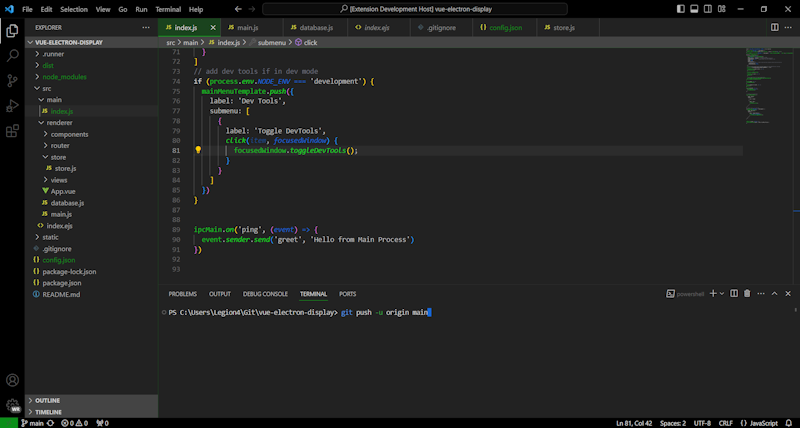 File Edit Selection View Go Run Terminal Help
[Extension Development Host] vue-electron-display
EXPLORER
VUE-ELECTRON-DISPLAY
.runner
dist
node_modules
src
main
JS index.js
renderer
components
router
store
JS store.js
views
App.vue
JS database.js
JS main.js
index.ejs
static
.gitignore
config.json
package-lock.json
package.json
README.md
OUTLINE
TIMELINE
JS index.js JS main.js JS database.js index.ejs .gitignore config.json JS store.js
src > main > JS index.js > submenu > click
71 }
72 ]
73 // add dev tools if in dev mode
74 if (process.env.NODE_ENV === 'development') {
75 mainMenuTemplate.push({
76 label: 'Dev Tools',
77 submenu: [
78 {
79 label: 'Toggle DevTools',
80 click(item, focusedWindow) {
81 focusedWindow.toggleDevTools();
82 }
83 }
84 ]
85 })
86 }
87
88
89 ipcMain.on('ping', (event) => {
90 event.sender.send('greet', 'Hello from Main Process')
91 })
92
93
PROBLEMS OUTPUT DEBUG CONSOLE TERMINAL PORTS
powershell
PS C:\Users\Legion4\Git\vue-electron-display> git push -u origin main
main 0 0 0
Ln 81, Col 42 Spaces: 2 UTF-8 CRLF {} JavaScript